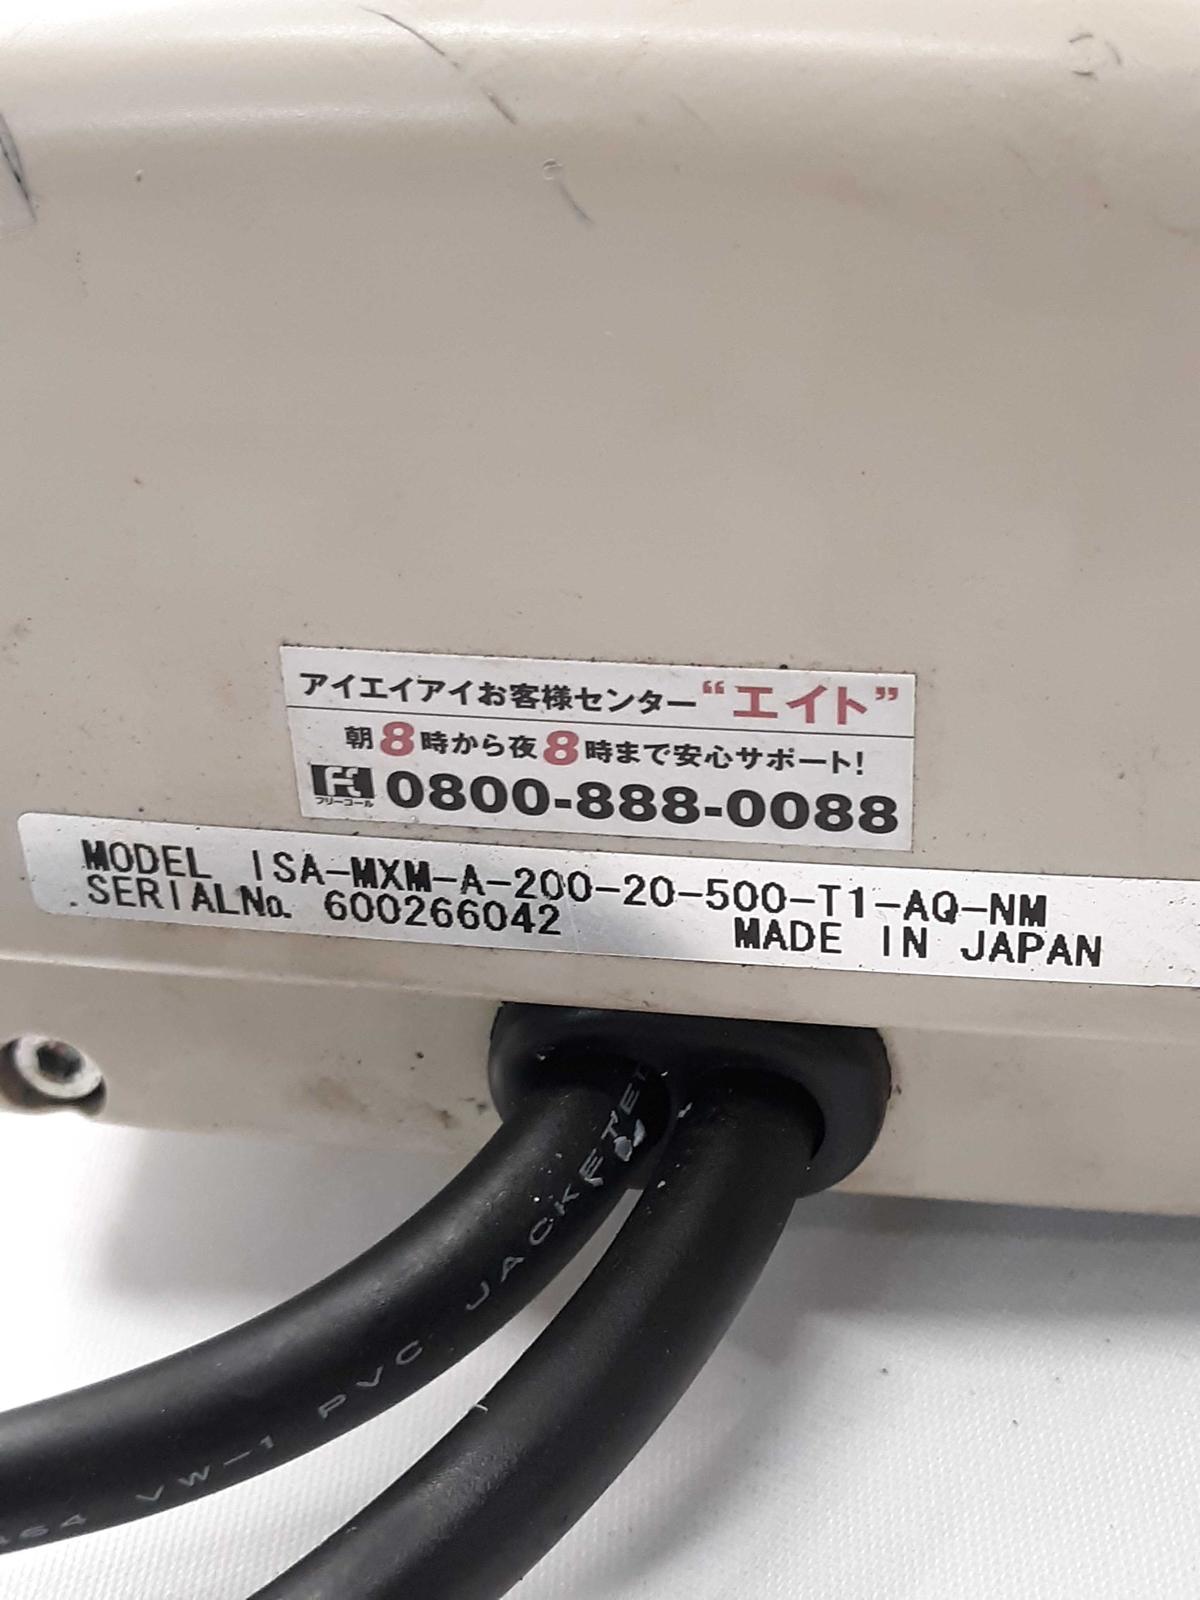 アイエイアイお客様センター“エイト”
朝8時から夜8時まで安心サポート!
フリーコール 0800-888-0088
MODEL ISA-MXM-A-200-20-500-T1-AQ-NM
SERIALNo. 600266042 MADE IN JAPAN
VW-1 PVC JACKETED